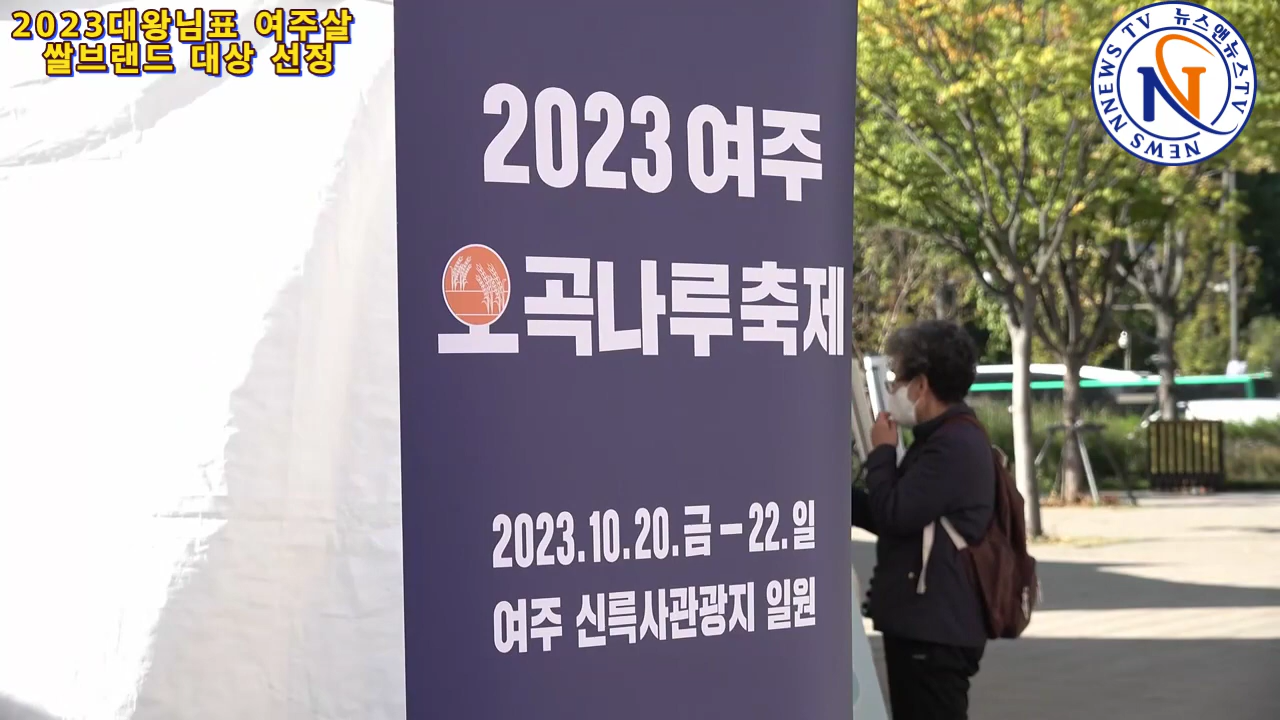 2023대왕님표 여주살
쌀브랜드 대상 선정
뉴스앤뉴스TV
NEWS NNEWS TV
N
2023 여주
오곡나루축제
2023.10.20.금-22.일
여주 신륵사관광지 일원